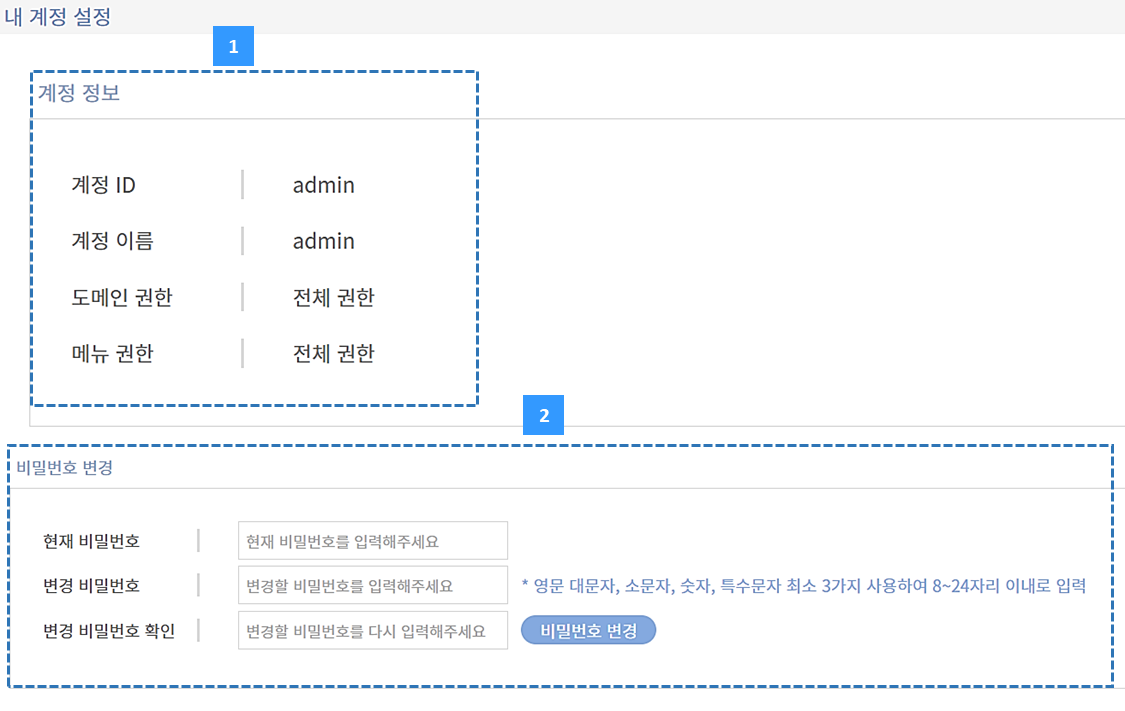 내 계정 설정
1
계정 정보
계정 ID admin
계정 이름 admin
도메인 권한 전체 권한
메뉴 권한 전체 권한
2
비밀번호 변경
현재 비밀번호 현재 비밀번호를 입력해주세요
변경 비밀번호 변경할 비밀번호를 입력해주세요 * 영문 대문자, 소문자, 숫자, 특수문자 최소 3가지 사용하여 8~24자리 이내로 입력
변경 비밀번호 확인 변경할 비밀번호를 다시 입력해주세요 비밀번호 변경